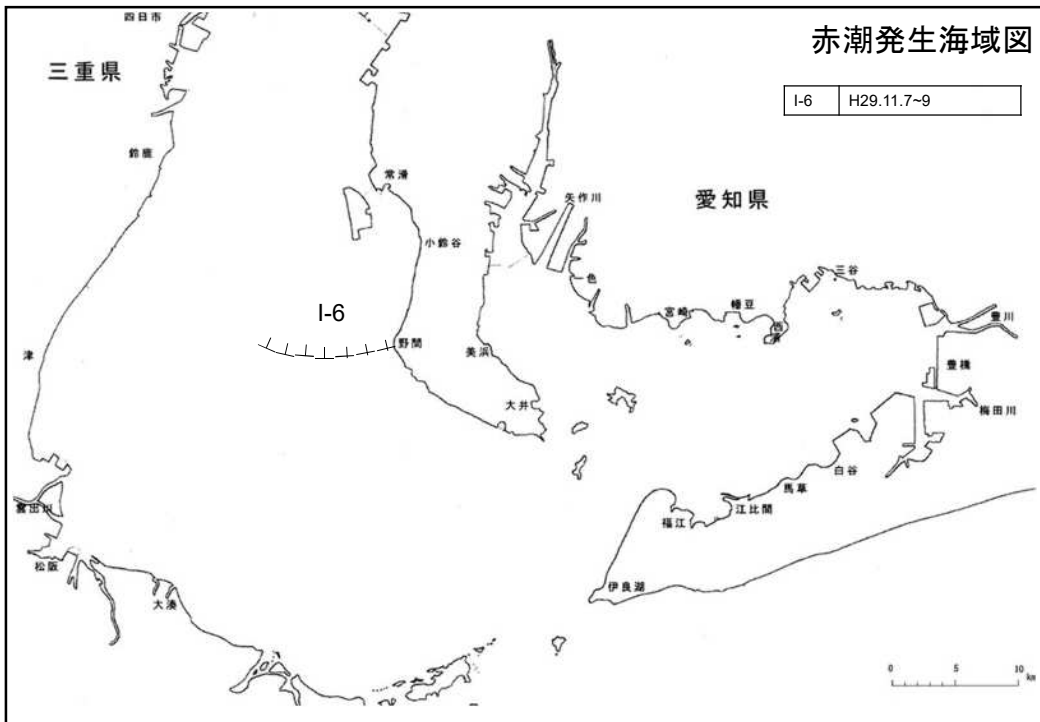 四日市
赤潮発生海域図
三重県
I-6 H29.11.7~9
鈴鹿
常滑
矢作川
愛知県
小鈴谷
一色
三谷
宮崎
幡豆
西浦
豊川
I-6
津
野間
美浜
豊橋
大井
梅田川
白谷
馬草
江比間
福江
雲出川
松阪
大湊
伊良湖
0 5 10
km